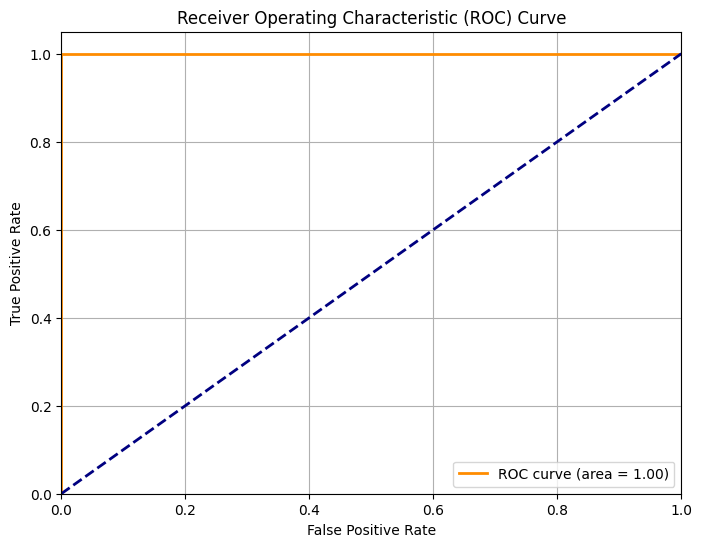 Receiver Operating Characteristic (ROC) Curve
1.0
0.8
0.6
0.4
0.2
0.0
True Positive Rate
ROC curve (area = 1.00)
0.0 0.2 0.4 0.6 0.8 1.0
False Positive Rate